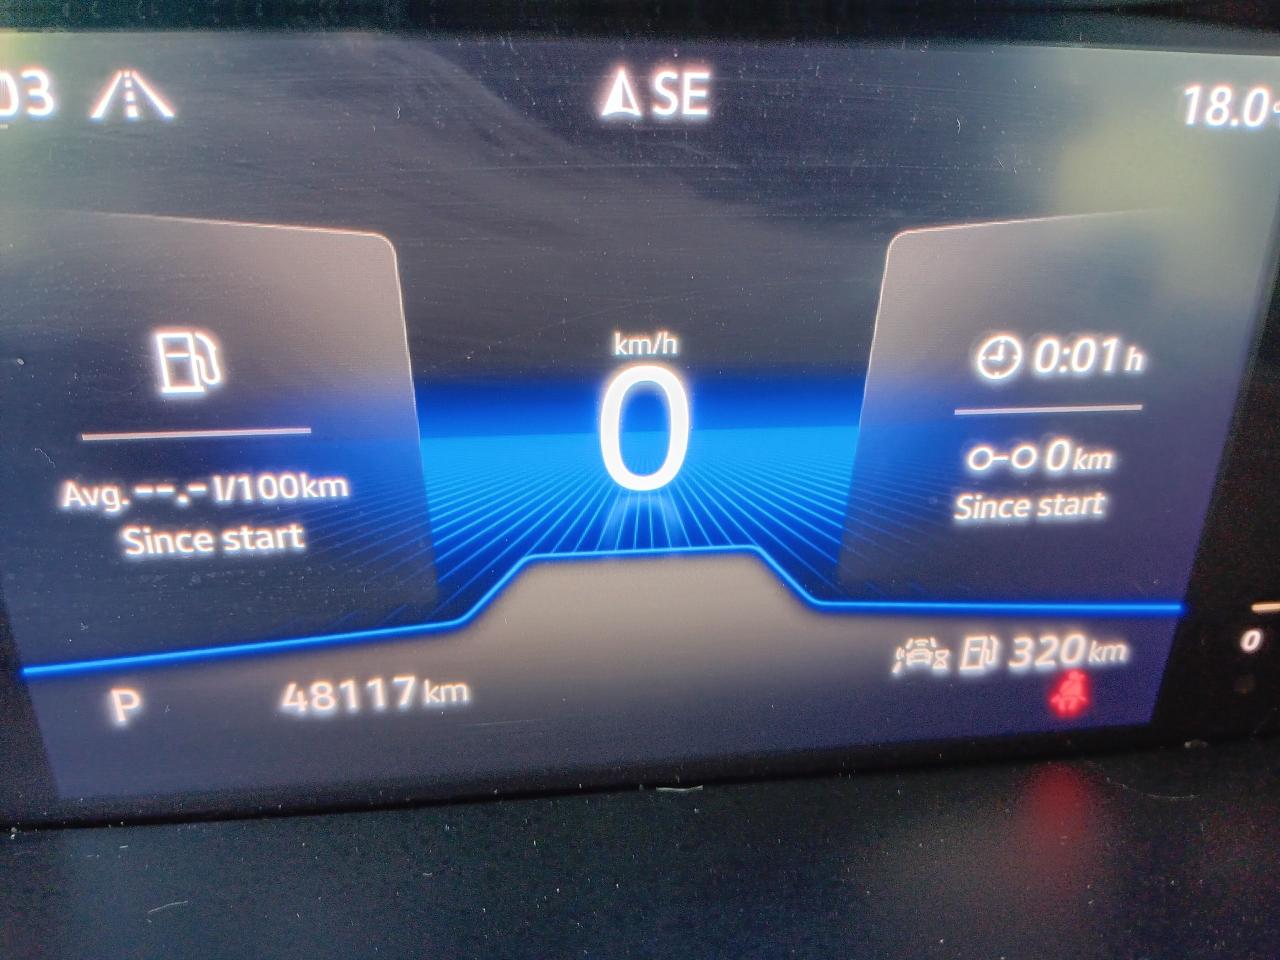 03
SE
18.0
km/h
0
Avg. --.- l/100km
Since start
0:01 h
0 km
Since start
P
48117 km
320 km
0